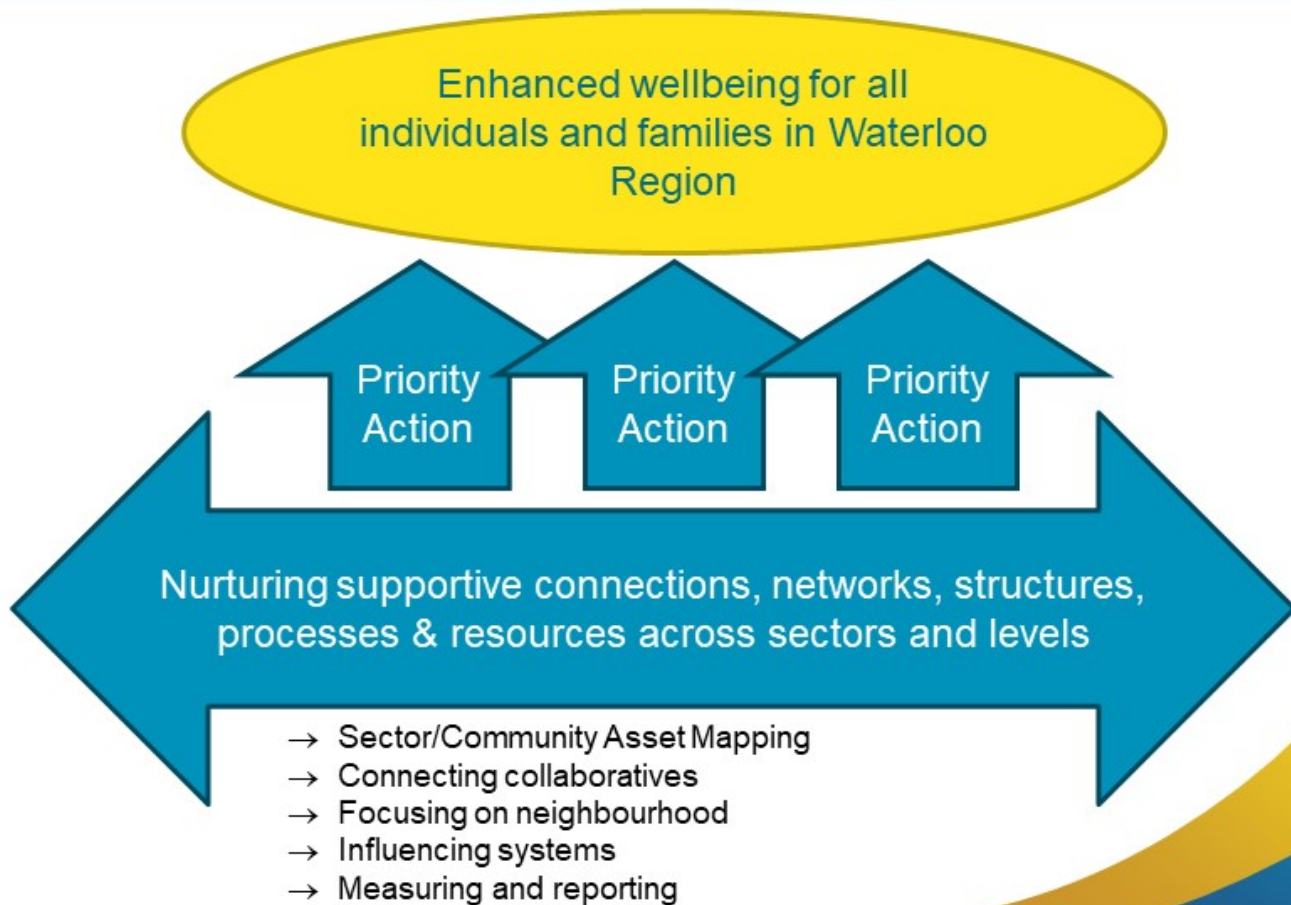 Enhanced wellbeing for all
individuals and families in Waterloo
Region
Priority
Action
Priority
Action
Priority
Action
Nurturing supportive connections, networks, structures,
processes & resources across sectors and levels
→ Sector/Community Asset Mapping
→ Connecting collaboratives
→ Focusing on neighbourhood
→ Influencing systems
→ Measuring and reporting